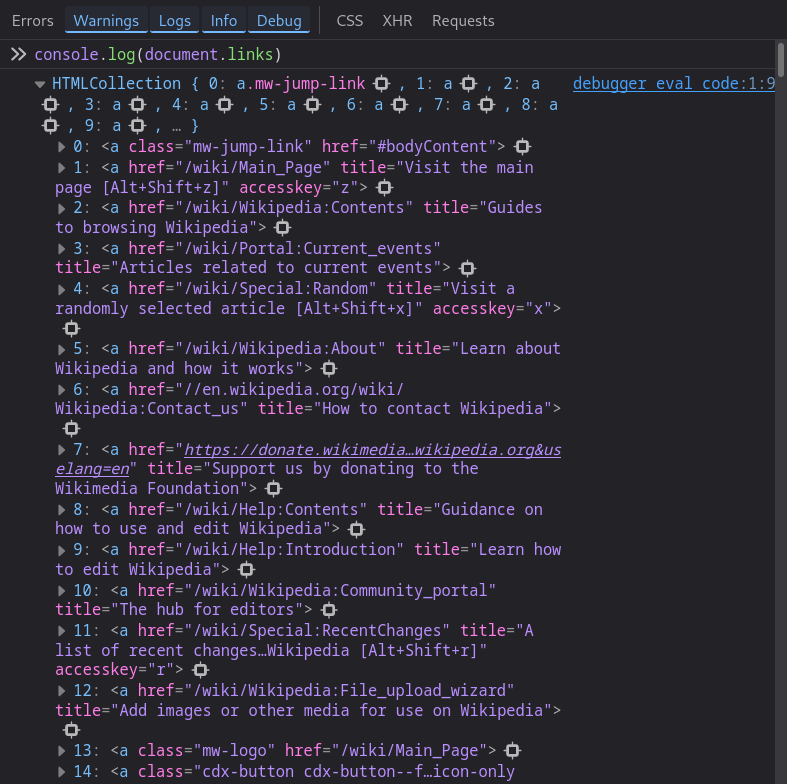 Errors Warnings Logs Info Debug CSS XHR Requests
console.log(document.links)
HTMLCollection { 0: a.mw-jump-link , 1: a , 2: a debugger eval code:1:9
, 3: a , 4: a , 5: a , 6: a , 7: a , 8: a
, 9: a , … }
0: <a class="mw-jump-link" href="#bodyContent">
1: <a href="/wiki/Main_Page" title="Visit the main
page [Alt+Shift+z]" accesskey="z">
2: <a href="/wiki/Wikipedia:Contents" title="Guides
to browsing Wikipedia">
3: <a href="/wiki/Portal:Current_events"
title="Articles related to current events">
4: <a href="/wiki/Special:Random" title="Visit a
randomly selected article [Alt+Shift+x]" accesskey="x">
5: <a href="/wiki/Wikipedia:About" title="Learn about
Wikipedia and how it works">
6: <a href="//en.wikipedia.org/wiki/
Wikipedia:Contact_us" title="How to contact Wikipedia">
7: <a href="https://donate.wikimedia…wikipedia.org&us
elang=en" title="Support us by donating to the
Wikimedia Foundation">
8: <a href="/wiki/Help:Contents" title="Guidance on
how to use and edit Wikipedia">
9: <a href="/wiki/Help:Introduction" title="Learn how
to edit Wikipedia">
10: <a href="/wiki/Wikipedia:Community_portal"
title="The hub for editors">
11: <a href="/wiki/Special:RecentChanges" title="A
list of recent changes…Wikipedia [Alt+Shift+r]"
accesskey="r">
12: <a href="/wiki/Wikipedia:File_upload_wizard"
title="Add images or other media for use on Wikipedia">
13: <a class="mw-logo" href="/wiki/Main_Page">
14: <a class="cdx-button cdx-button--f…icon-only